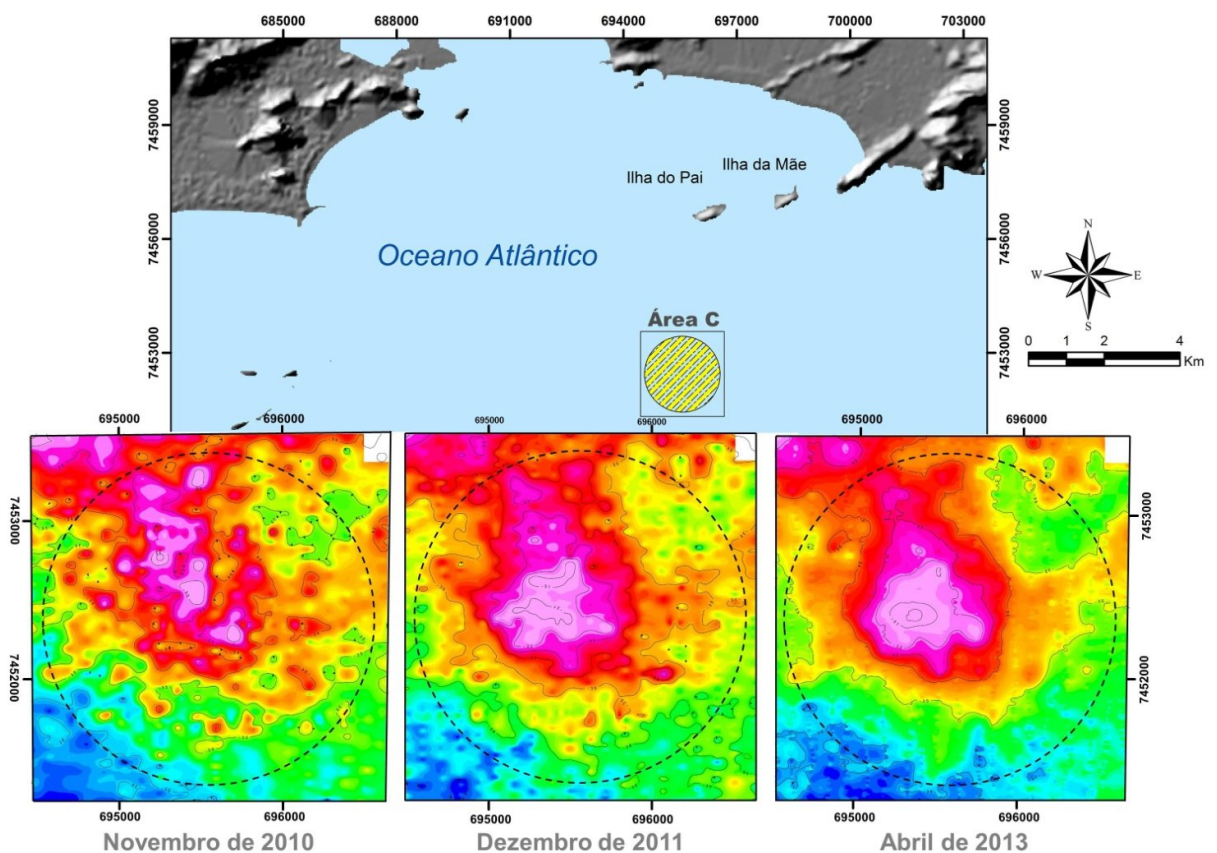 685000 688000 691000 694000 697000 700000 703000
7459000 7459000
Ilha da Mãe
Ilha do Pai
7456000 7456000
Oceano Atlântico
N
W E
S
Área C
0 1 2 4
Km
7453000 7453000
695000 696000 695000 696000 695000 696000
7453000 7453000
7452000 7452000
695000 696000 695000 696000 695000 696000
Novembro de 2010 Dezembro de 2011 Abril de 2013